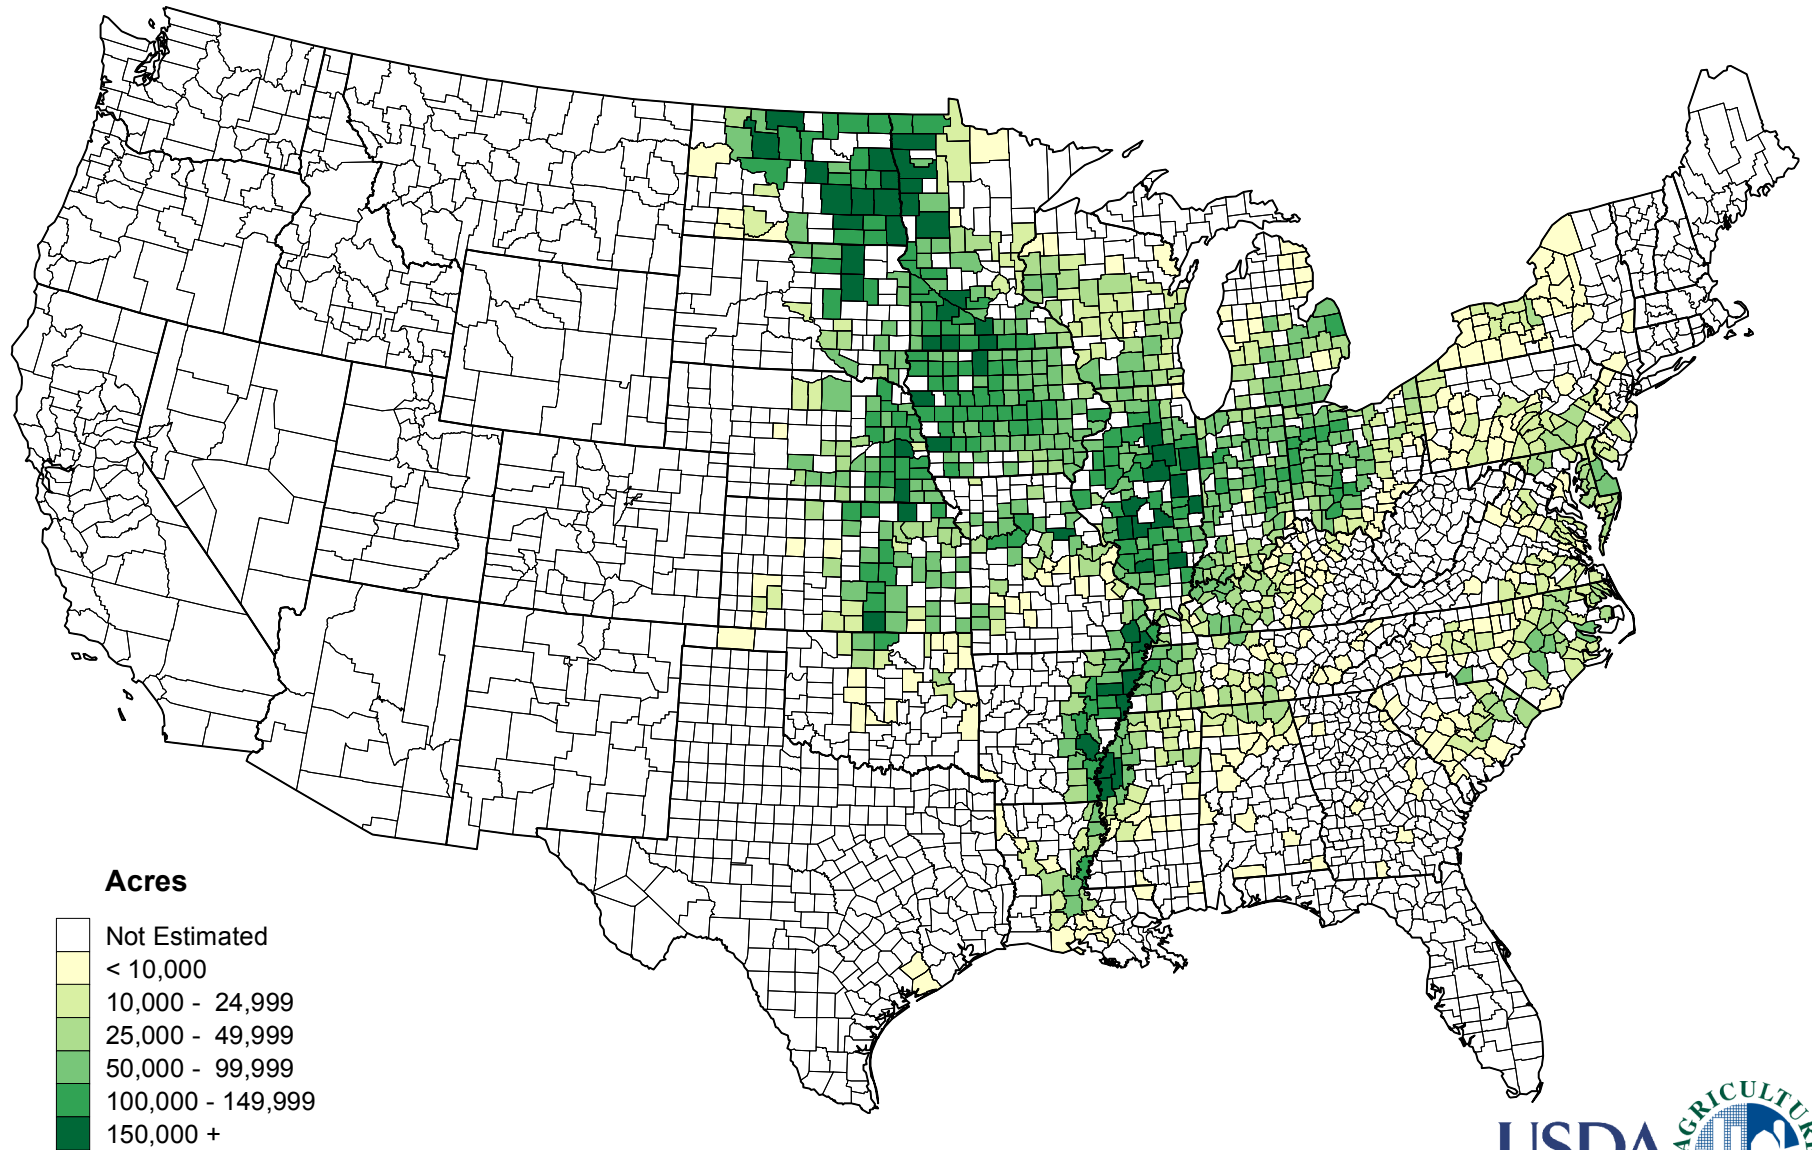 Acres
Not Estimated
< 10,000
10,000 - 24,999
25,000 - 49,999
50,000 - 99,999
100,000 - 149,999
150,000 +
USDA